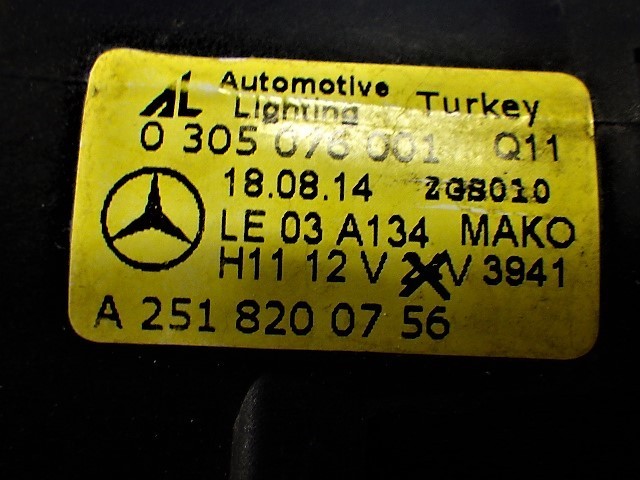 AL Automotive Lighting Turkey
0 305 076 001 Q11
18.08.14 ZGS010
LE 03 A134 MAKO
H11 12 V V 3941
A 251 820 07 56